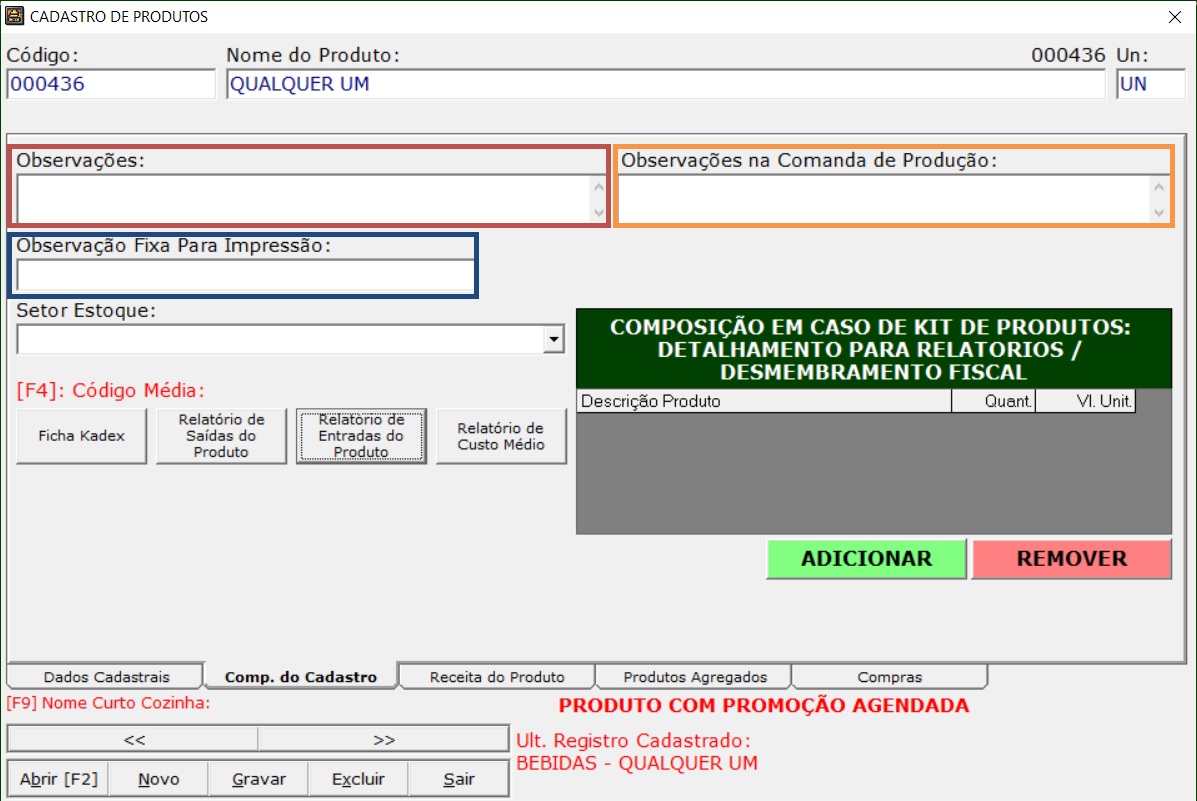 CADASTRO DE PRODUTOS
Código:
Nome do Produto:
000436
Un:
000436
QUALQUER UM
UN
Observações:
Observações na Comanda de Produção:
Observação Fixa Para Impressão:
Setor Estoque:
[F4]: Código Média:
Ficha Kadex
Relatório de
Saídas do
Produto
Relatório de
Entradas do
Produto
Relatório de
Custo Médio
COMPOSIÇÃO EM CASO DE KIT DE PRODUTOS:
DETALHAMENTO PARA RELATORIOS /
DESMEMBRAMENTO FISCAL
Descrição Produto
Quant.
Vl. Unit.
ADICIONAR
REMOVER
Dados Cadastrais
Comp. do Cadastro
Receita do Produto
Produtos Agregados
Compras
[F9] Nome Curto Cozinha:
PRODUTO COM PROMOÇÃO AGENDADA
<<
>>
Ult. Registro Cadastrado:
BEBIDAS - QUALQUER UM
Abrir [F2]
Novo
Gravar
Excluir
Sair